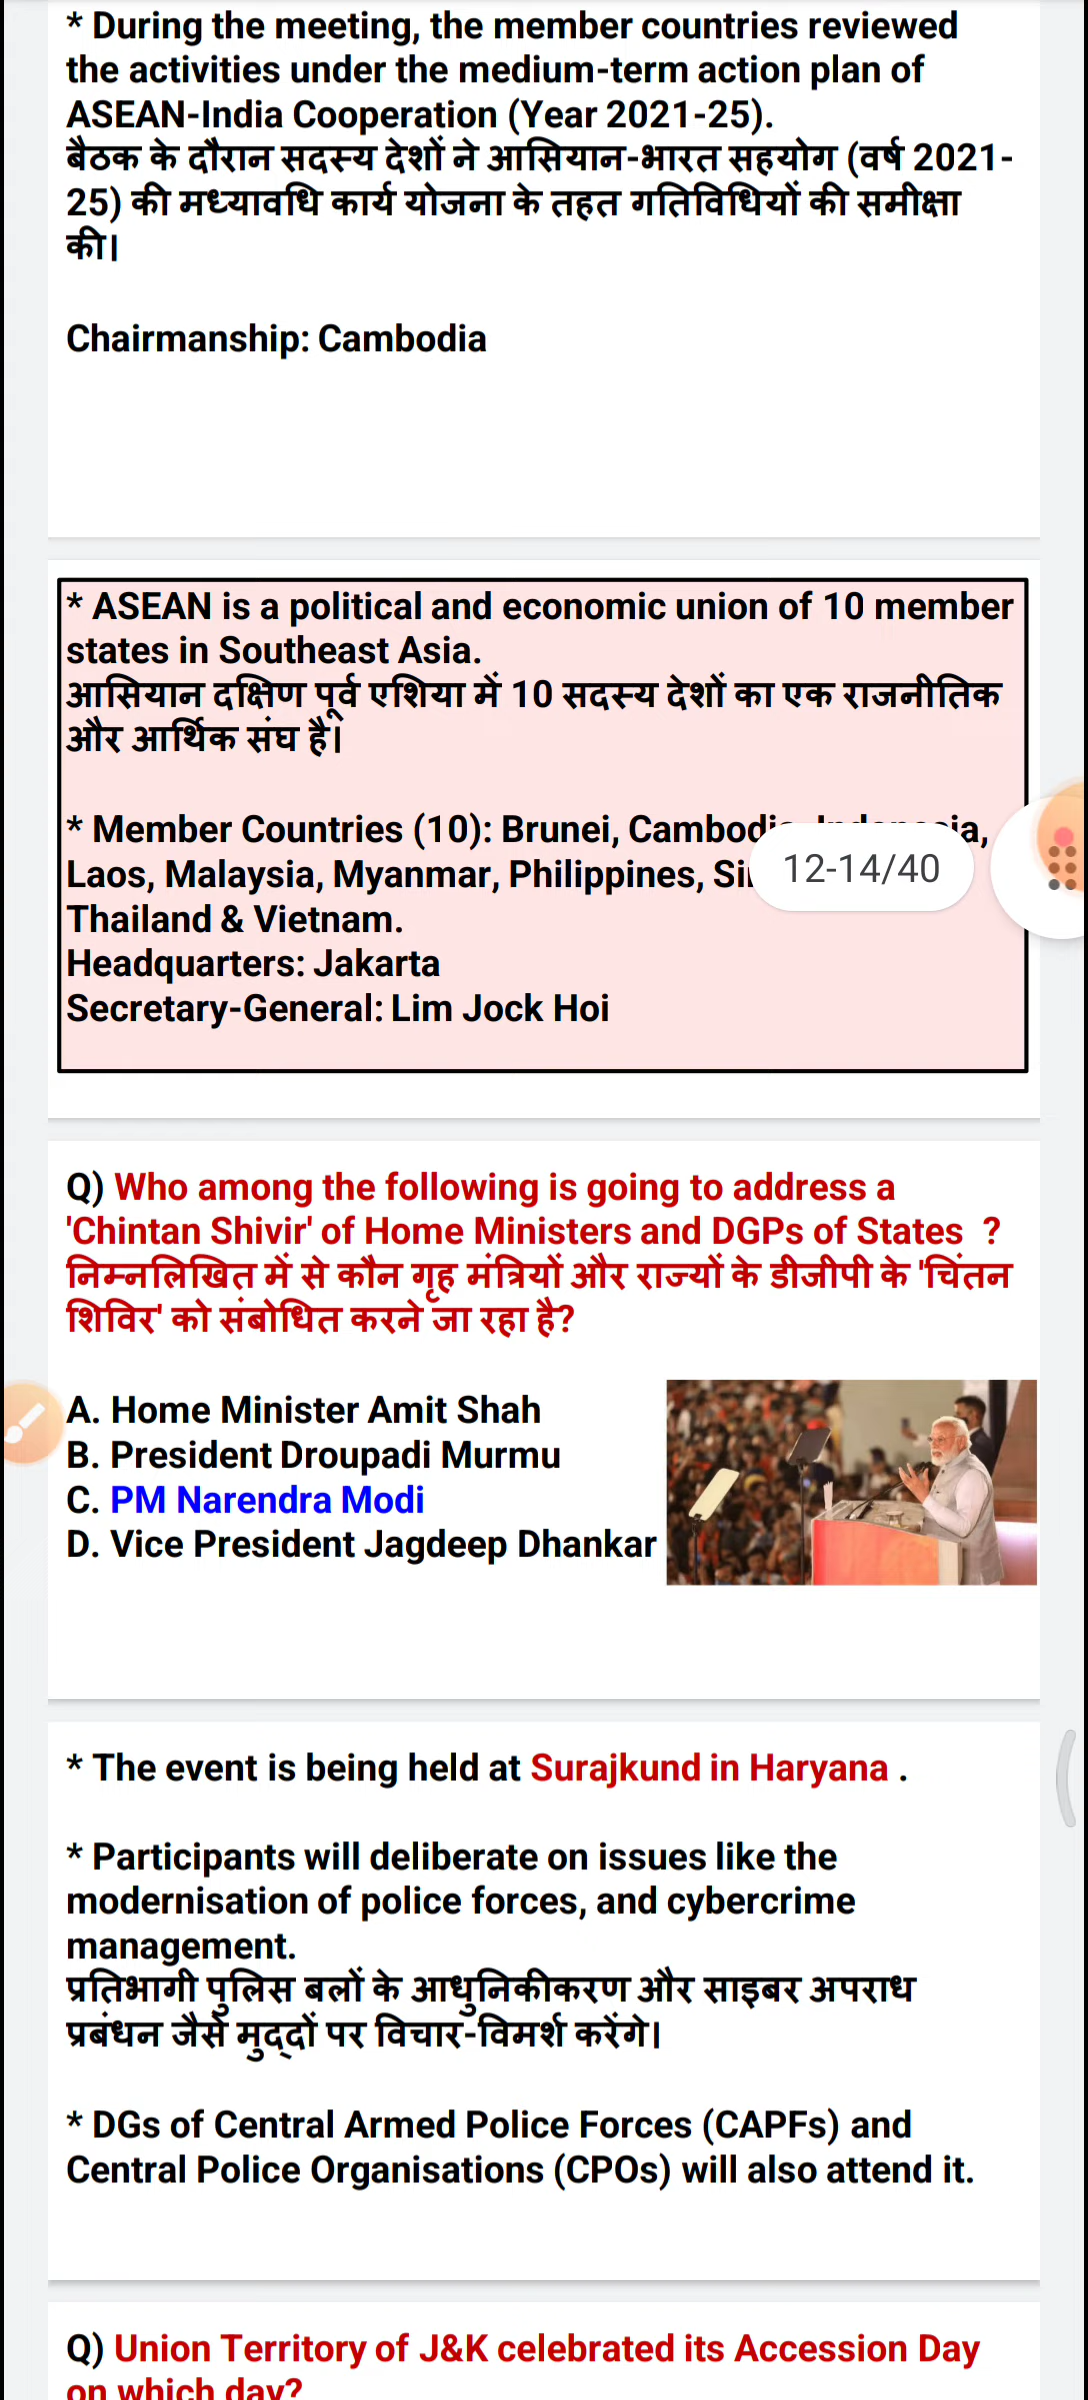 * During the meeting, the member countries reviewed
the activities under the medium-term action plan of
ASEAN-India Cooperation (Year 2021-25).
बैठक के दौरान सदस्य देशों ने आसियान-भारत सहयोग (वर्ष 2021-
25) की मध्यावधि कार्य योजना के तहत गतिविधियों की समीक्षा
की।
Chairmanship: Cambodia
* ASEAN is a political and economic union of 10 member
states in Southeast Asia.
आसियान दक्षिण पूर्व एशिया में 10 सदस्य देशों का एक राजनीतिक
और आर्थिक संघ है।
* Member Countries (10): Brunei,
Laos, Malaysia, Myanmar, Philippines,
12-14/40
Thailand & Vietnam.
Headquarters: Jakarta
Secretary-General: Lim Jock Hoi
Q) Who among the following is going to address a
'Chintan Shivir' of Home Ministers and DGPs of States ?
निम्नलिखित में से कौन गृह मंत्रियों और राज्यों के डीजीपी के 'चिंतन
शिविर' को संबोधित करने जा रहा है?
A. Home Minister Amit Shah
B. President Droupadi Murmu
C. PM Narendra Modi
D. Vice President Jagdeep Dhankar
* The event is being held at Surajkund in Haryana .
* Participants will deliberate on issues like the
modernisation of police forces, and cybercrime
management.
प्रतिभागी पुलिस बलों के आधुनिकीकरण और साइबर अपराध
प्रबंधन जैसे मुद्दों पर विचार-विमर्श करेंगे।
* DGs of Central Armed Police Forces (CAPFs) and
Central Police Organisations (CPOs) will also attend it.
Q) Union Territory of J&K celebrated its Accession Day
on which day?